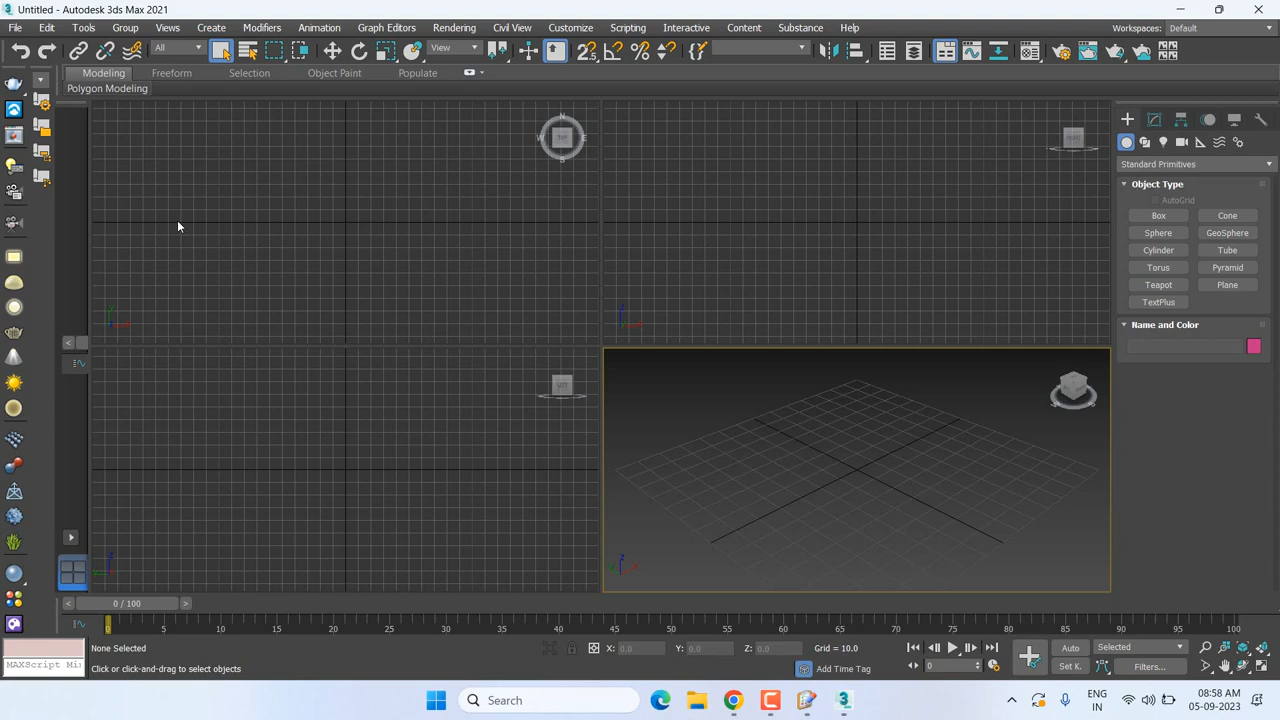 Untitled - Autodesk 3ds Max 2021
File Edit Tools Group Views Create Modifiers Animation Graph Editors Rendering Civil View Customize Scripting Interactive Content Substance Help
Workspaces: Default
All
View
Modeling Freeform Selection Object Paint Populate
Polygon Modeling
N
W TOP E
S
FRONT
Standard Primitives
Object Type
AutoGrid
Box Cone
Sphere GeoSphere
Cylinder Tube
Torus Pyramid
Teapot Plane
TextPlus
Name and Color
LEFT
0 / 100
0 5 10 15 20 25 30 35 40 45 50 55 60 65 70 75 80 85 90 95 100
None Selected
X: 0.0 Y: 0.0 Z: 0.0 Grid = 10.0
Auto Selected
MAXScript Mi
Click or click-and-drag to select objects
Add Time Tag
0
Set K. Filters...
Search
ENG
IN
08:58 AM
05-09-2023